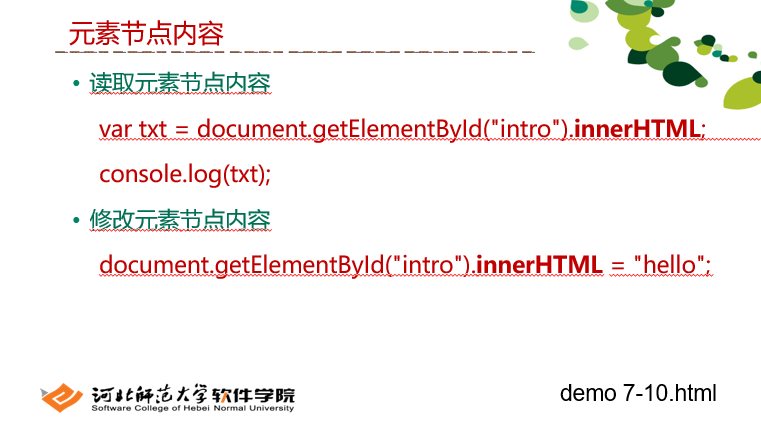 元素节点内容
• 读取元素节点内容
var txt = document.getElementById("intro").innerHTML;
console.log(txt);
• 修改元素节点内容
document.getElementById("intro").innerHTML = "hello";
河北师范大学软件学院
Software College of Hebei Normal University
demo 7-10.html